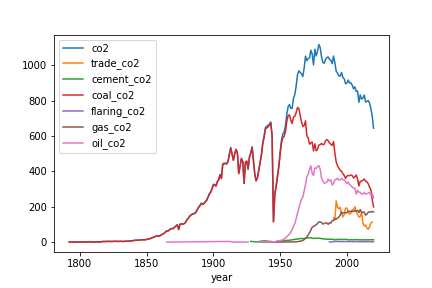 co2
trade_co2
cement_co2
coal_co2
flaring_co2
gas_co2
oil_co2
1000
800
600
400
200
0
1800 1850 1900 1950 2000
year